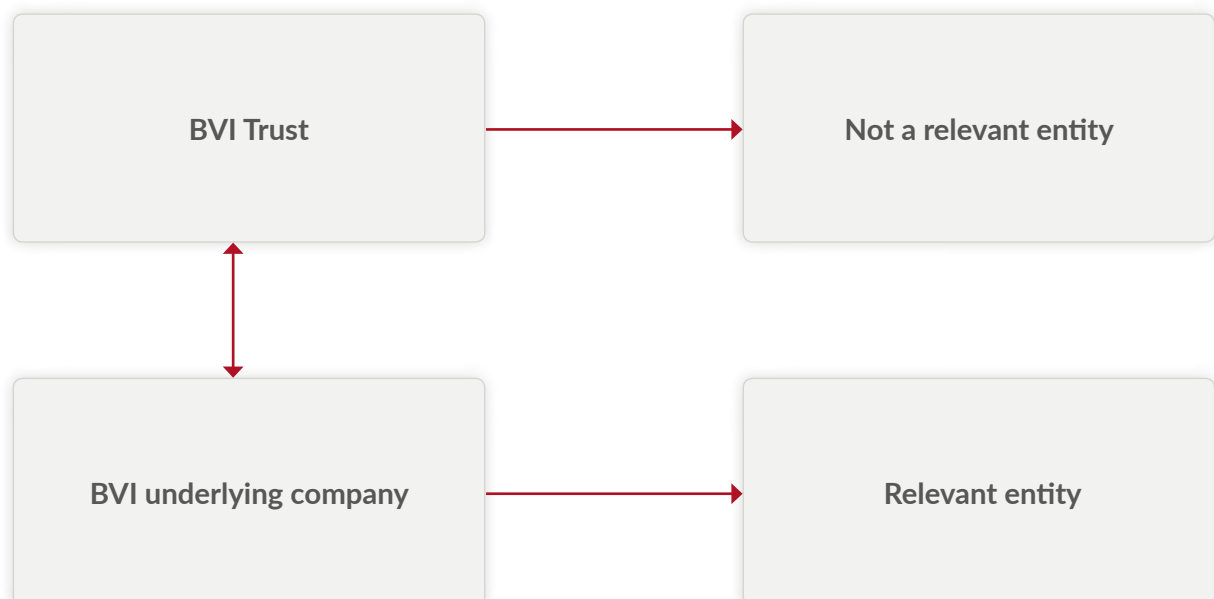 BVI Trust
Not a relevant entity
BVI underlying company
Relevant entity